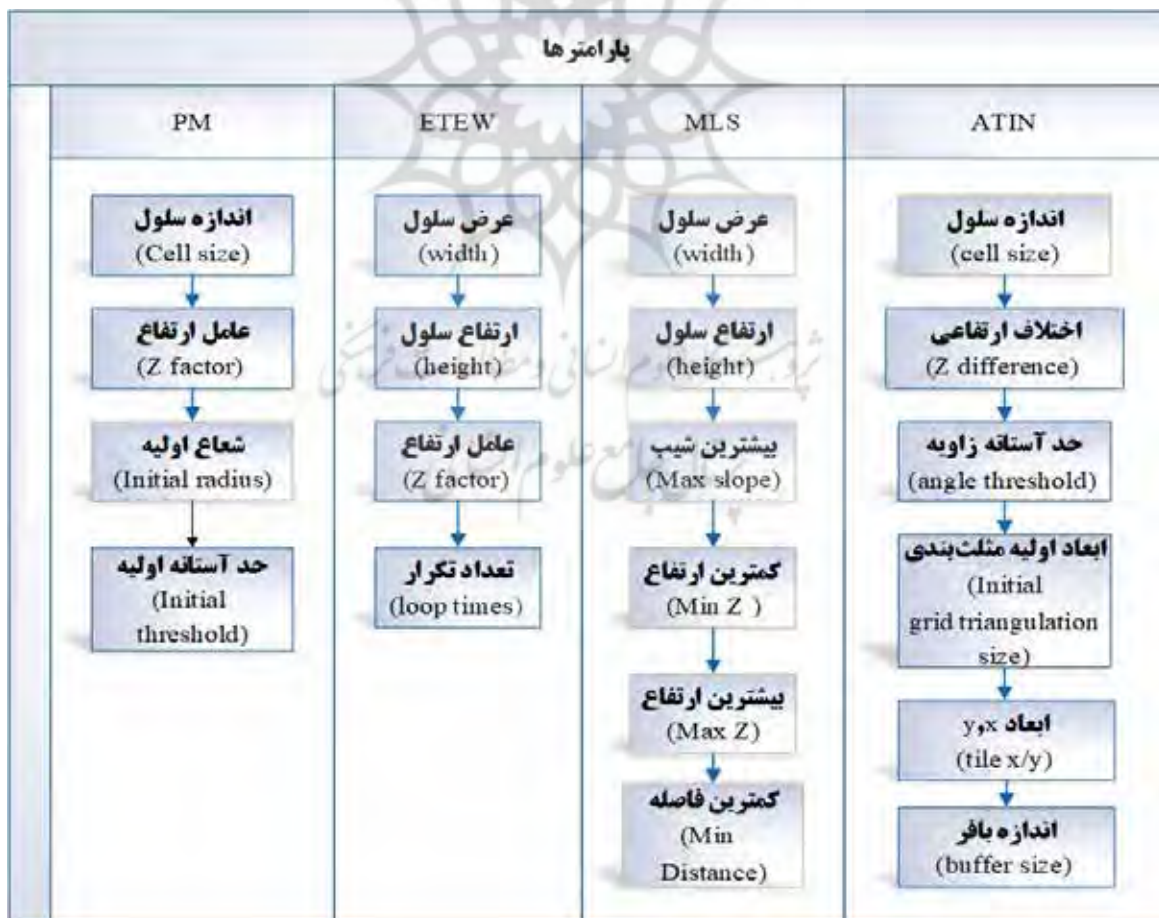 پارامترها
PM
ETEW
MLS
ATIN
اندازه سلول
(Cell size)
عامل ارتفاع
(Z factor)
شعاع اولیه
(Initial radius)
حد آستانه اولیه
(Initial
threshold)
عرض سلول
(width)
ارتفاع سلول
(height)
عامل ارتفاع
(Z factor)
تعداد تکرار
(loop times)
عرض سلول
(width)
ارتفاع سلول
(height)
بیشترین شیب
(Max slope)
کمترین ارتفاع
(Min Z )
بیشترین ارتفاع
(Max Z)
کمترین فاصله
(Min
Distance)
اندازه سلول
(cell size)
اختلاف ارتفاعی
(Z difference)
حد آستانه زاویه
(angle threshold)
ابعاد اولیه مثلث‌بندی
(Initial
grid triangulation
size)
ابعاد y,x
(tile x/y)
اندازه بافر
(buffer size)